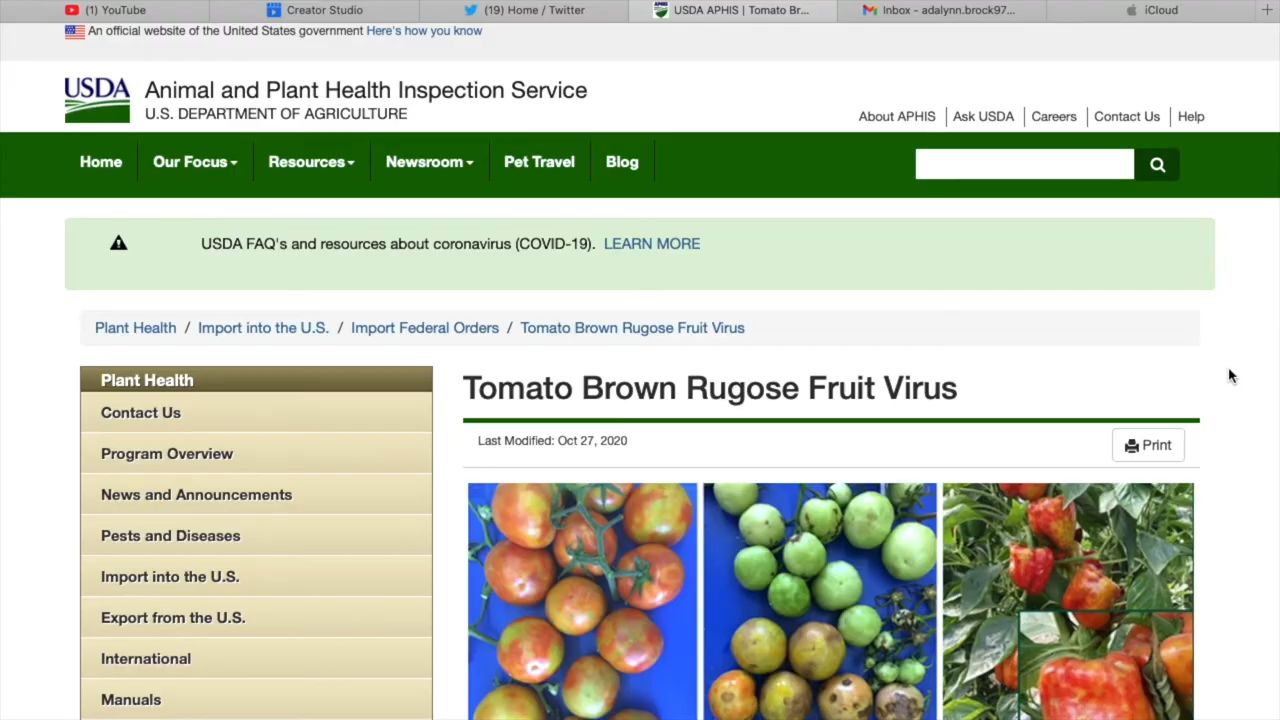 (1) YouTube
Creator Studio
(19) Home / Twitter
USDA APHIS | Tomato Br...
Inbox - adalynn.brock97...
iCloud
An official website of the United States government Here's how you know
USDA
Animal and Plant Health Inspection Service
U.S. DEPARTMENT OF AGRICULTURE
About APHIS
Ask USDA
Careers
Contact Us
Help
Home
Our Focus
Resources
Newsroom
Pet Travel
Blog
USDA FAQ's and resources about coronavirus (COVID-19). LEARN MORE
Plant Health / Import into the U.S. / Import Federal Orders / Tomato Brown Rugose Fruit Virus
Plant Health
Contact Us
Program Overview
News and Announcements
Pests and Diseases
Import into the U.S.
Export from the U.S.
International
Manuals
Tomato Brown Rugose Fruit Virus
Last Modified: Oct 27, 2020
Print